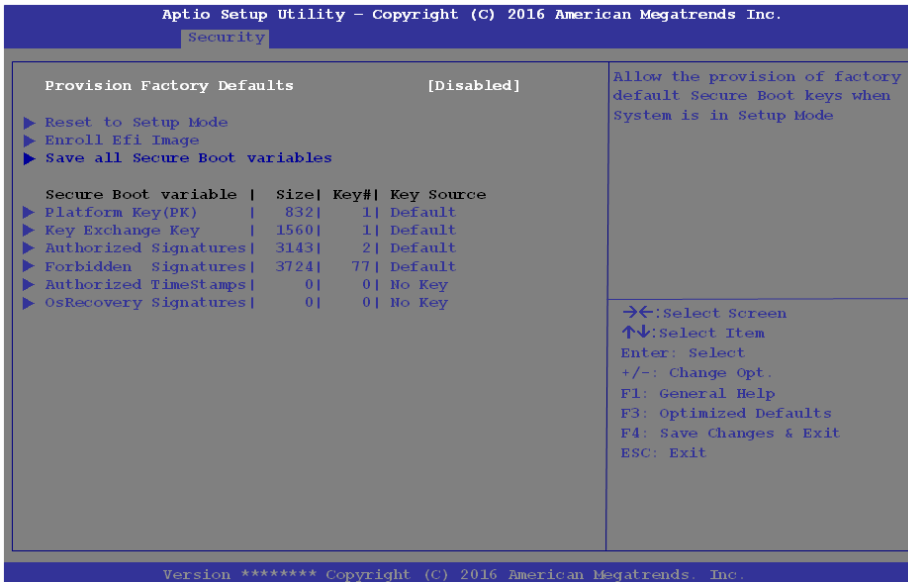 Aptio Setup Utility – Copyright (C) 2016 American Megatrends Inc.
Security
Provision Factory Defaults [Disabled]
▶ Reset to Setup Mode
▶ Enroll Efi Image
▶ Save all Secure Boot variables
Secure Boot variable | Size| Key#| Key Source
▶ Platform Key(PK) | 832| 1| Default
▶ Key Exchange Key | 1560| 1| Default
▶ Authorized Signatures| 3143| 2| Default
▶ Forbidden Signatures| 3724| 77| Default
▶ Authorized TimeStamps| 0| 0| No Key
▶ OsRecovery Signatures| 0| 0| No Key
Allow the provision of factory
default Secure Boot keys when
System is in Setup Mode
→←:Select Screen
↑↓:Select Item
Enter: Select
+/-: Change Opt.
F1: General Help
F3: Optimized Defaults
F4: Save Changes & Exit
ESC: Exit
Version ******** Copyright (C) 2016 American Megatrends. Inc.